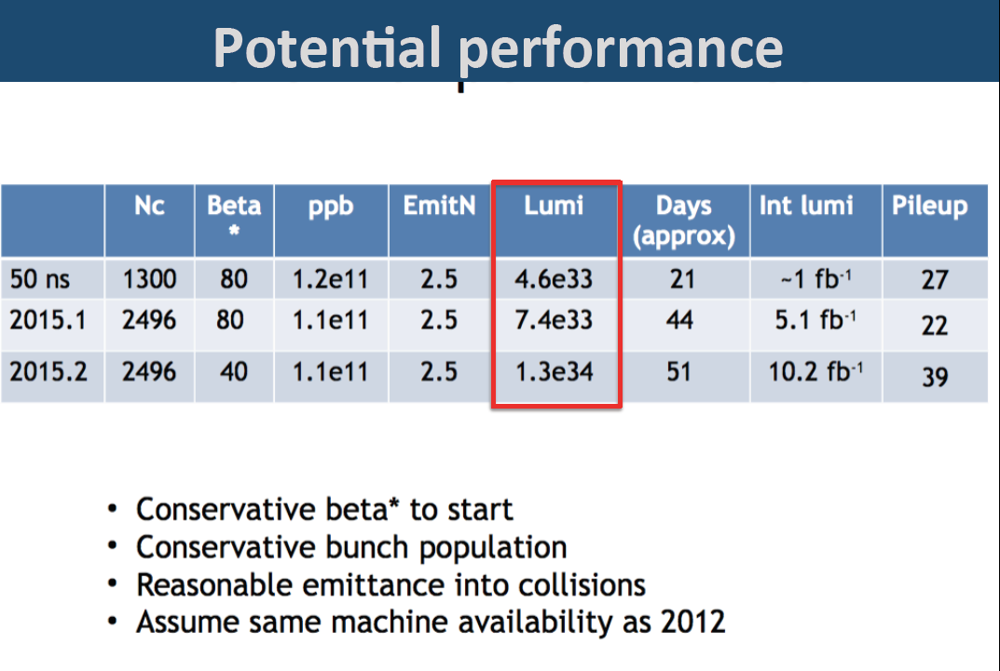 Potential performance
Nc Beta * ppb EmitN Lumi Days (approx) Int lumi Pileup
50 ns 1300 80 1.2e11 2.5 4.6e33 21 ~1 fb-1 27
2015.1 2496 80 1.1e11 2.5 7.4e33 44 5.1 fb-1 22
2015.2 2496 40 1.1e11 2.5 1.3e34 51 10.2 fb-1 39
• Conservative beta* to start
• Conservative bunch population
• Reasonable emittance into collisions
• Assume same machine availability as 2012